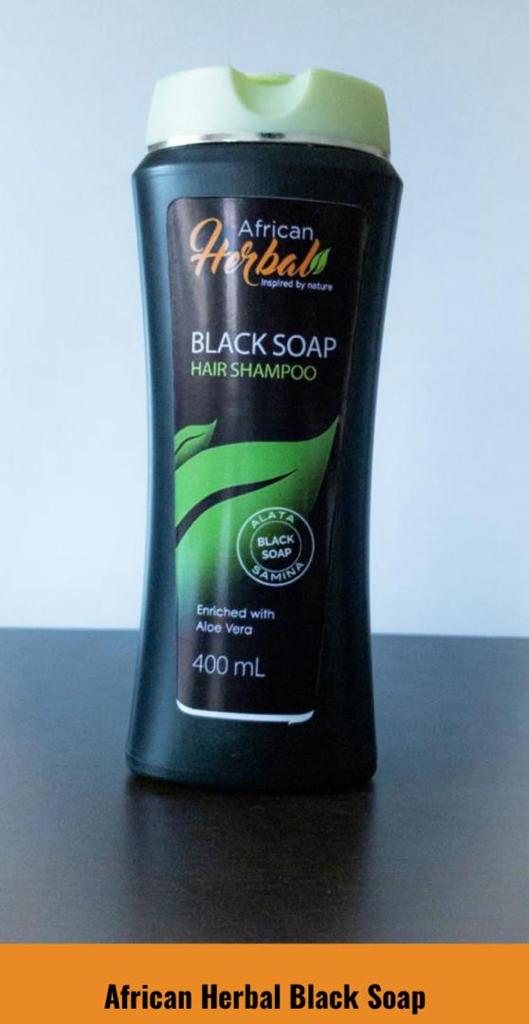 African
Herbal
Inspired by nature
BLACK SOAP
HAIR SHAMPOO
ALATA
BLACK
SOAP
SAMINA
Enriched with
Aloe Vera
400 mL
African Herbal Black Soap